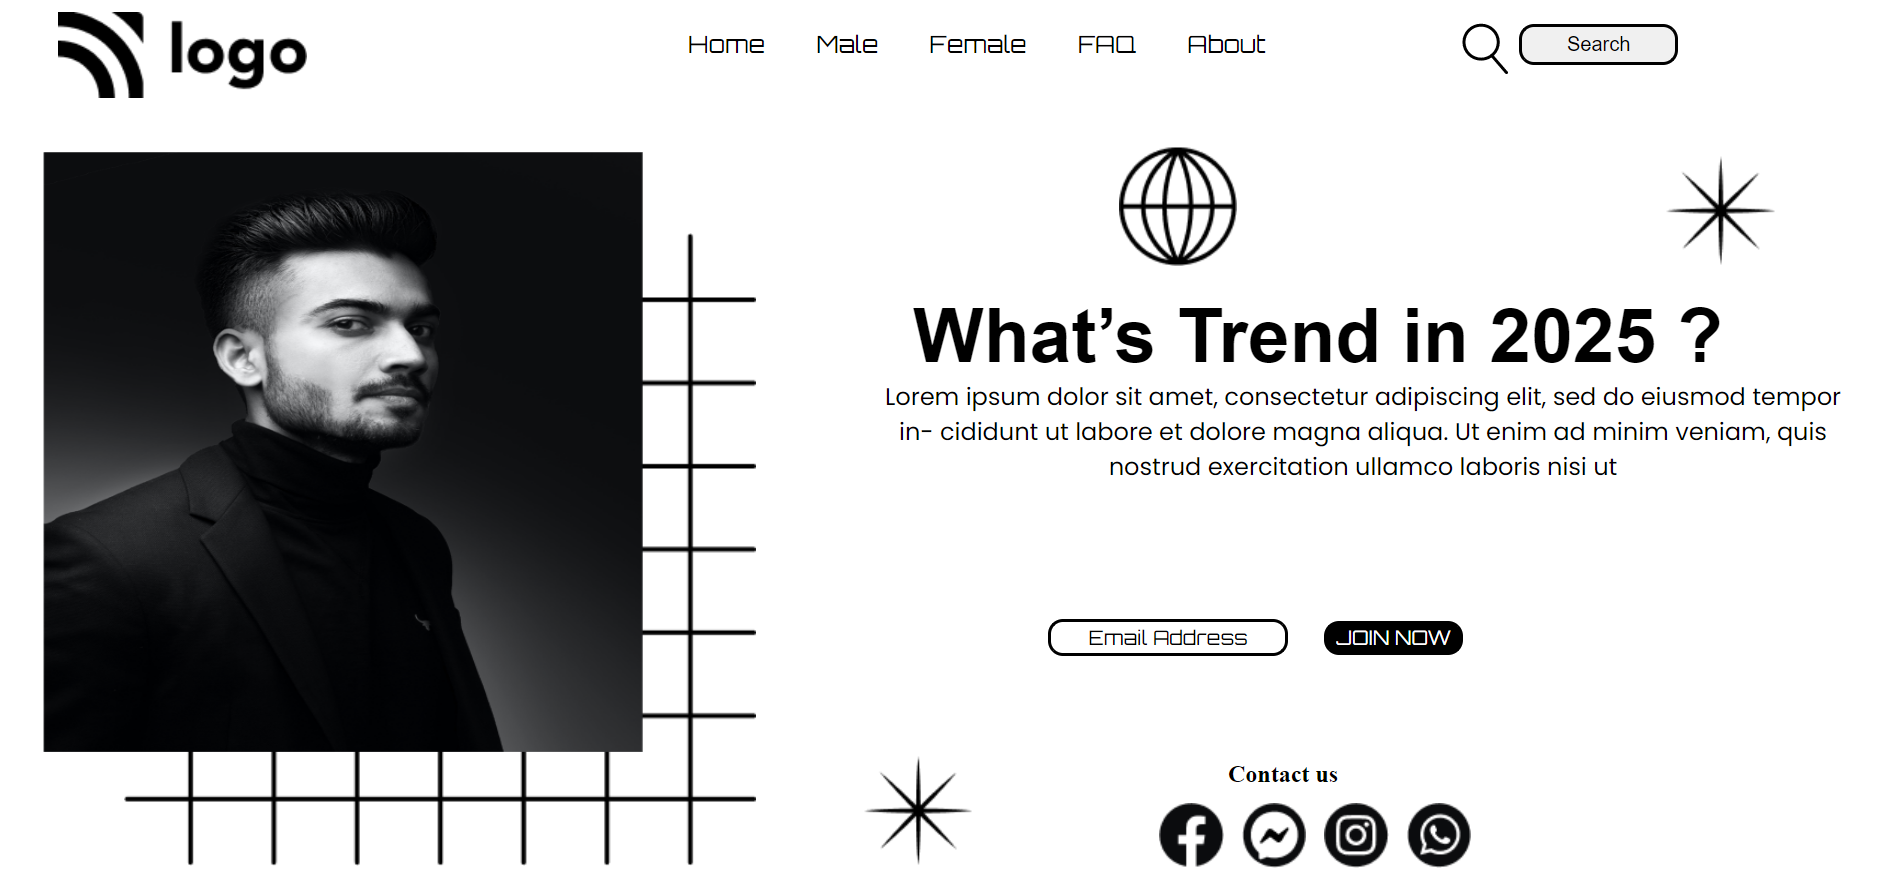 logo
Home Male Female FAQ About
Search
What’s Trend in 2025 ?
Lorem ipsum dolor sit amet, consectetur adipiscing elit, sed do eiusmod tempor
in- cididunt ut labore et dolore magna aliqua. Ut enim ad minim veniam, quis
nostrud exercitation ullamco laboris nisi ut
Email Address
JOIN NOW
Contact us